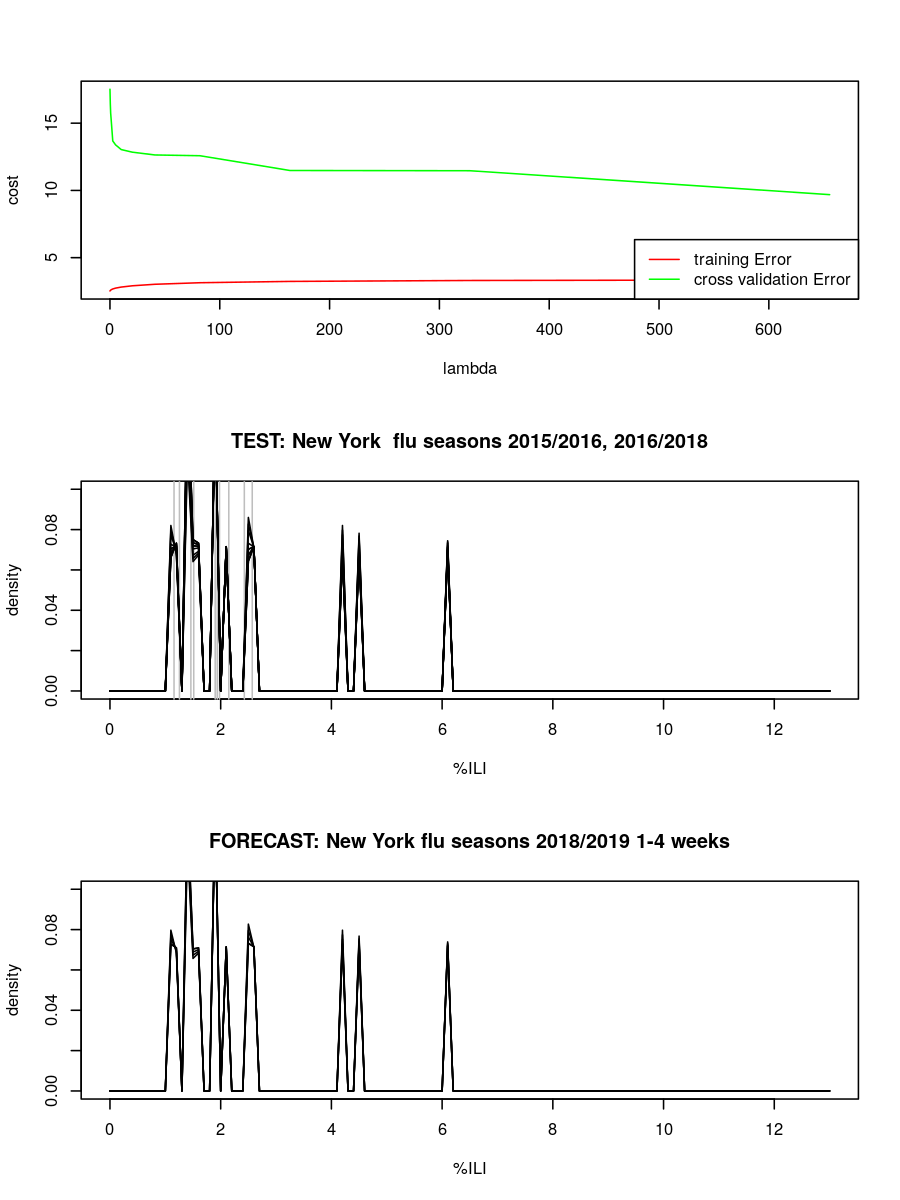 cost
15
10
5
training Error
cross validation Error
0 100 200 300 400 500 600
lambda
TEST: New York  flu seasons 2015/2016, 2016/2018
density
0.08
0.04
0.00
0 2 4 6 8 10 12
%ILI
FORECAST: New York flu seasons 2018/2019 1-4 weeks
density
0.08
0.04
0.00
0 2 4 6 8 10 12
%ILI